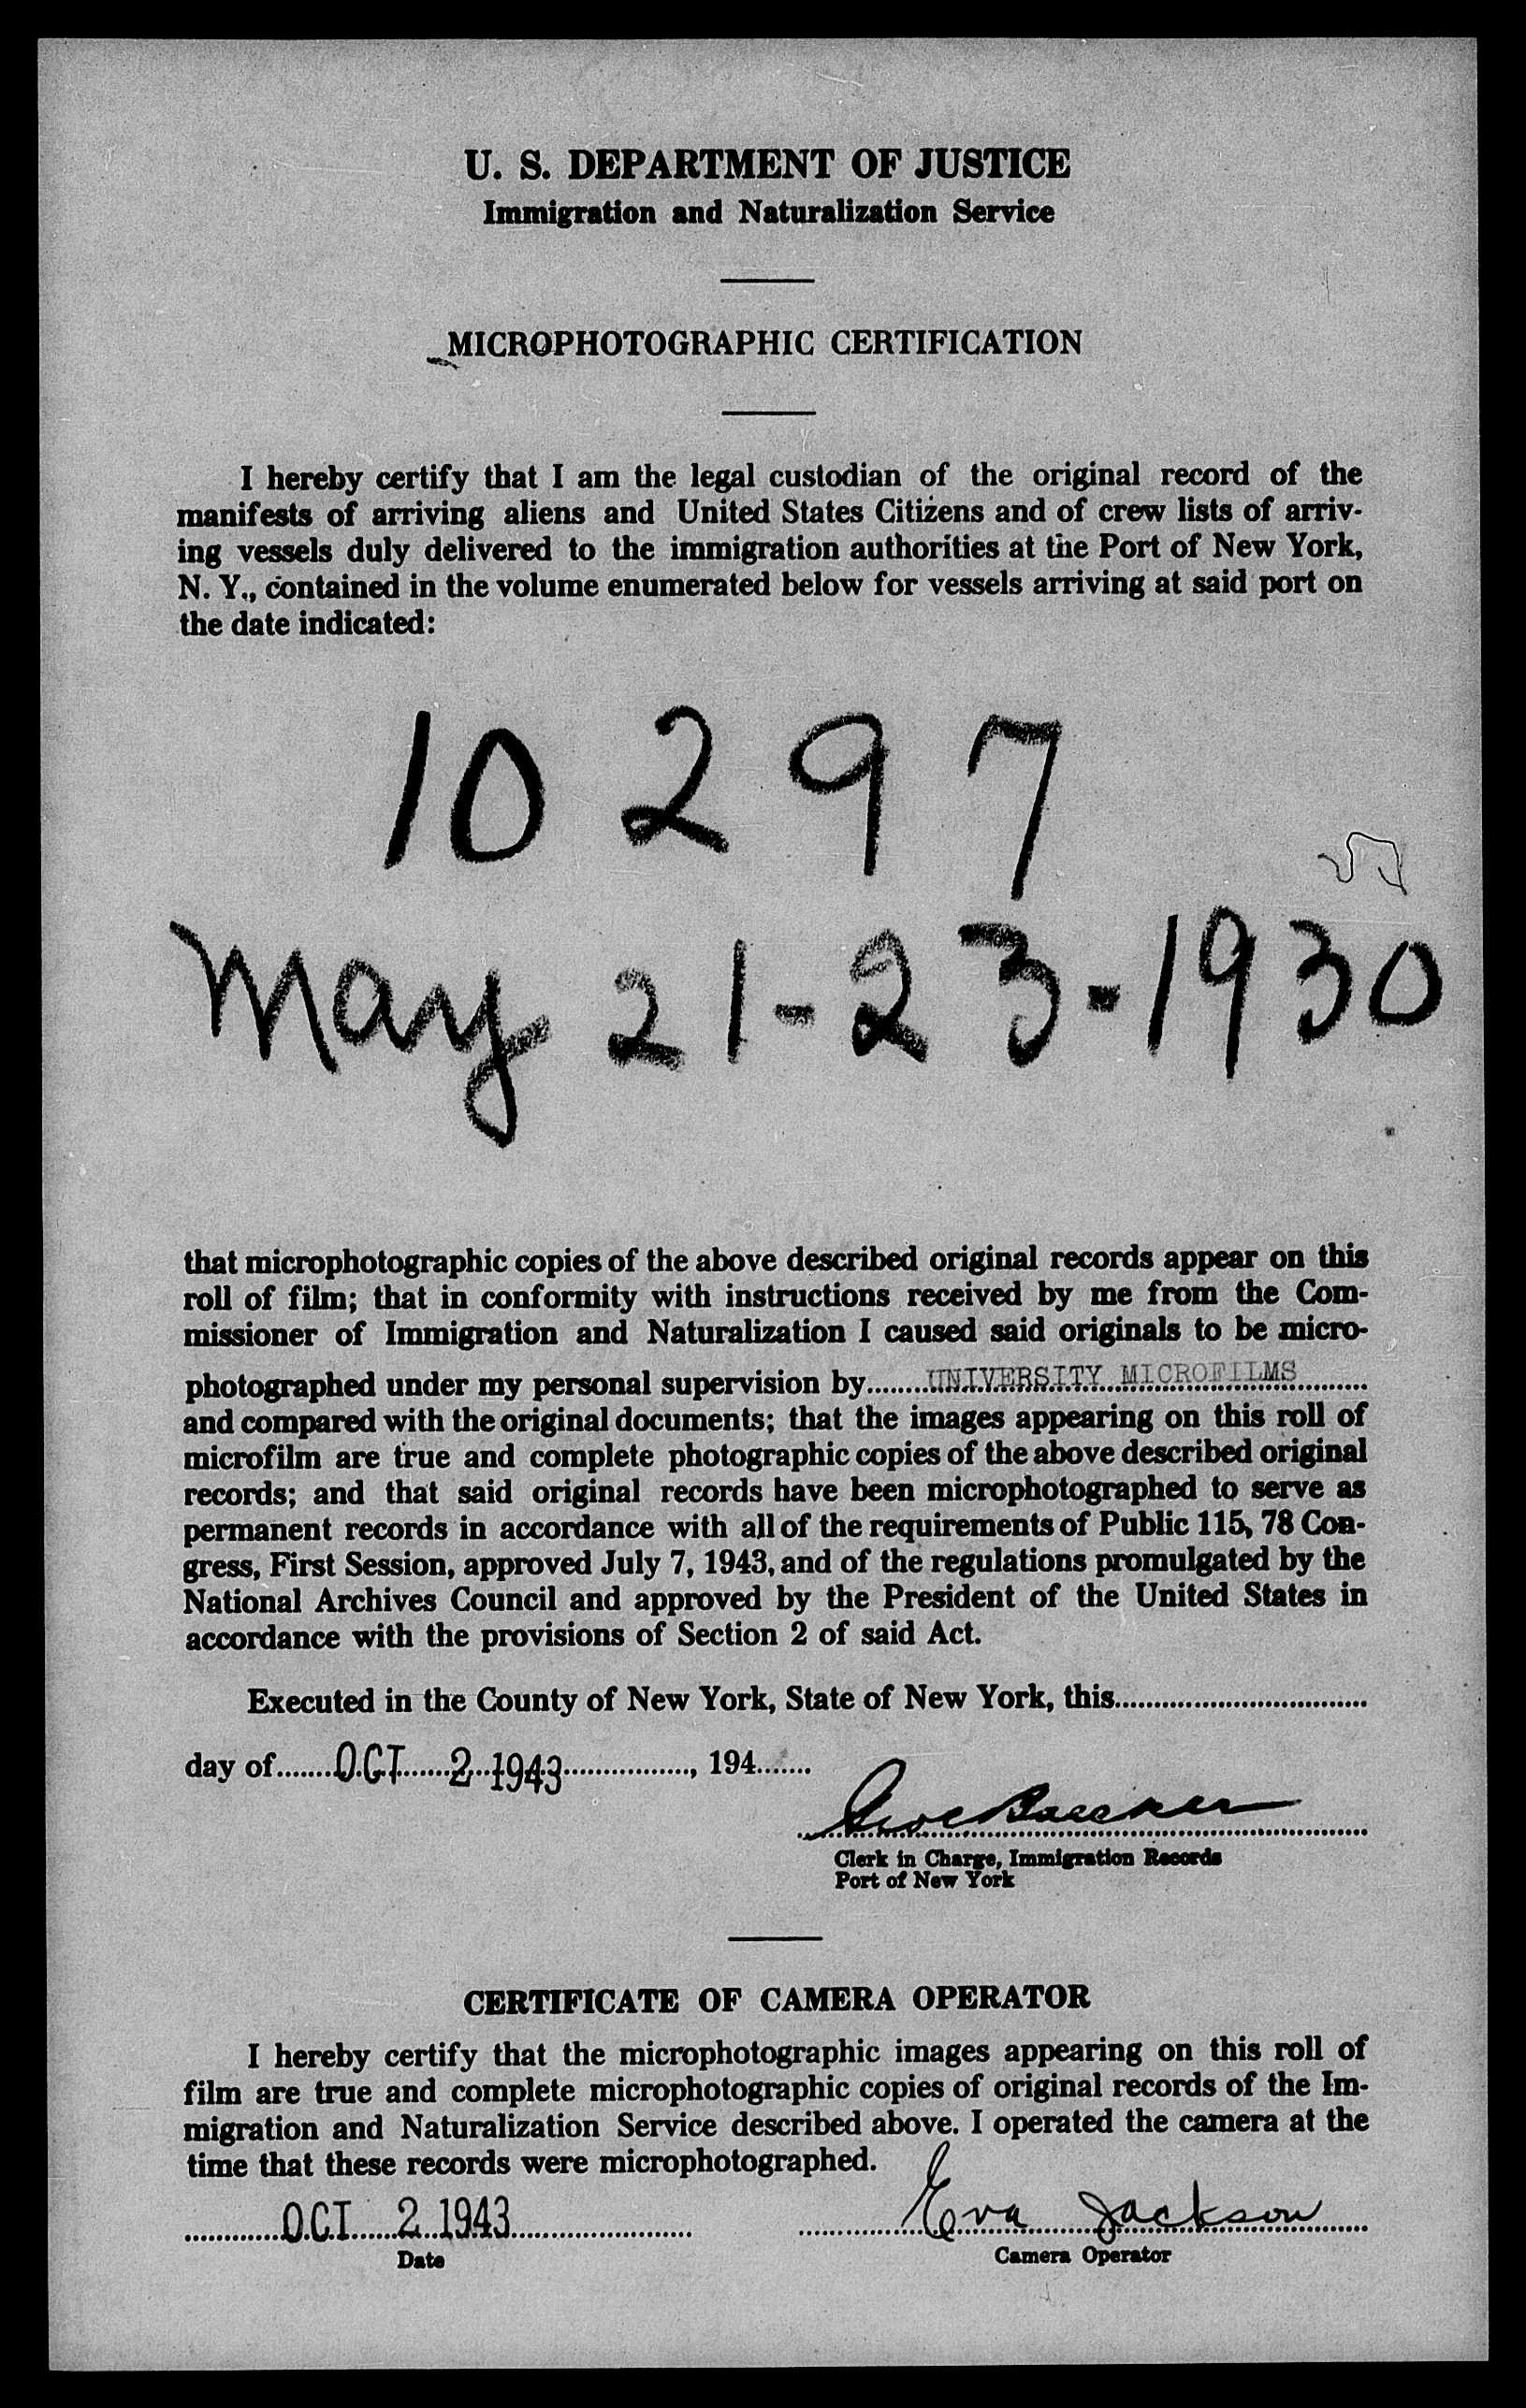 U. S. DEPARTMENT OF JUSTICE
Immigration and Naturalization Service
MICROPHOTOGRAPHIC CERTIFICATION
I hereby certify that I am the legal custodian of the original record of the
manifests of arriving aliens and United States Citizens and of crew lists of arriv-
ing vessels duly delivered to the immigration authorities at the Port of New York,
N. Y., contained in the volume enumerated below for vessels arriving at said port on
the date indicated:
10297
May 21-23-1930
that microphotographic copies of the above described original records appear on this
roll of film; that in conformity with instructions received by me from the Com-
missioner of Immigration and Naturalization I caused said originals to be micro-
photographed under my personal supervision by........UNIVERSITY MICROFILMS........
and compared with the original documents; that the images appearing on this roll of
microfilm are true and complete photographic copies of the above described original
records; and that said original records have been microphotographed to serve as
permanent records in accordance with all of the requirements of Public 115, 78 Con-
gress, First Session, approved July 7, 1943, and of the regulations promulgated by the
National Archives Council and approved by the President of the United States in
accordance with the provisions of Section 2 of said Act.
Executed in the County of New York, State of New York, this................................
day of.......OCT 2 1943................, 194.......
Clerk in Charge, Immigration Records
Port of New York
CERTIFICATE OF CAMERA OPERATOR
I hereby certify that the microphotographic images appearing on this roll of
film are true and complete microphotographic copies of original records of the Im-
migration and Naturalization Service described above. I operated the camera at the
time that these records were microphotographed.
OCT 2 1943 Eva Jackson
Date Camera Operator